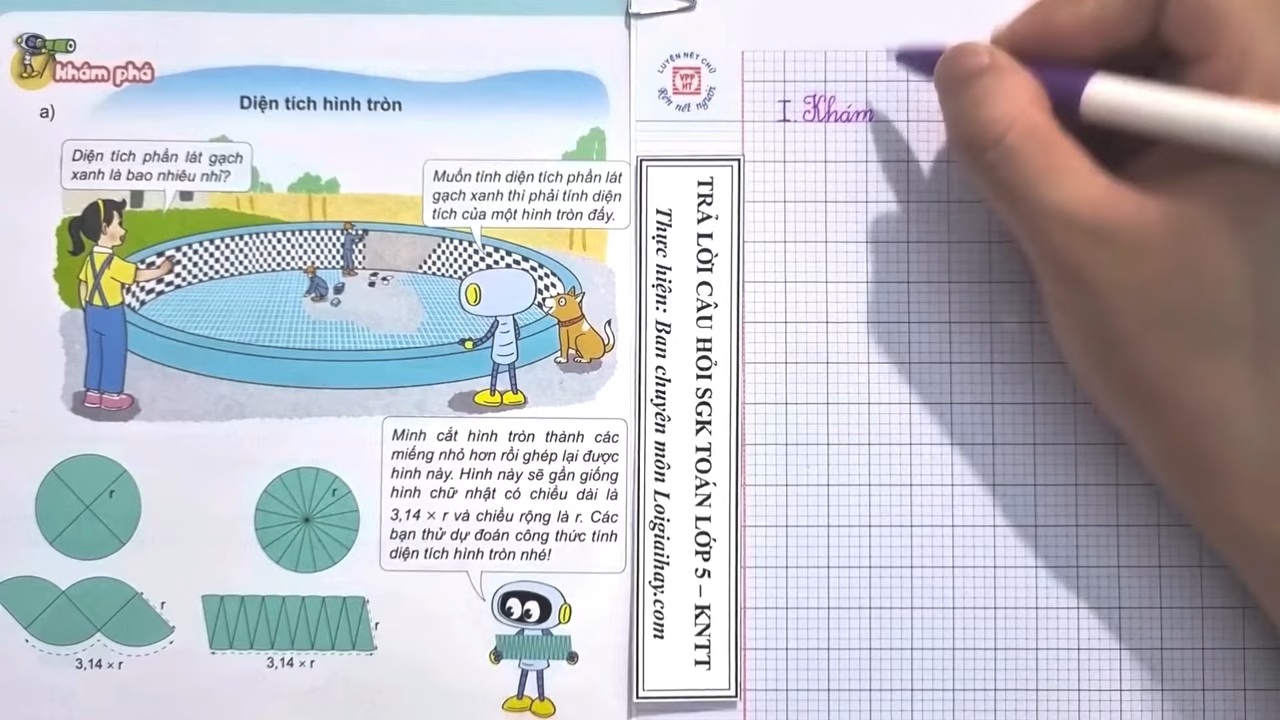 khám phá
a)
Diện tích hình tròn
Diện tích phần lát gạch
xanh là bao nhiêu nhỉ?
Muốn tính diện tích phần lát
gạch xanh thì phải tính diện
tích của một hình tròn đấy.
Mình cắt hình tròn thành các
miếng nhỏ hơn rồi ghép lại được
hình này. Hình này sẽ gần giống
hình chữ nhật có chiều dài là
3,14 × r và chiều rộng là r. Các
bạn thử dự đoán công thức tính
diện tích hình tròn nhé!
r
r
r
r
3,14 × r
3,14 × r
LUYỆN NÉT CHỮ
VPP
HT
Rèn nét người
TRẢ LỜI CÂU HỎI SGK TOÁN LỚP 5 – KNTT
Thực hiện: Ban chuyên môn Loigiaihay.com
I. Khám